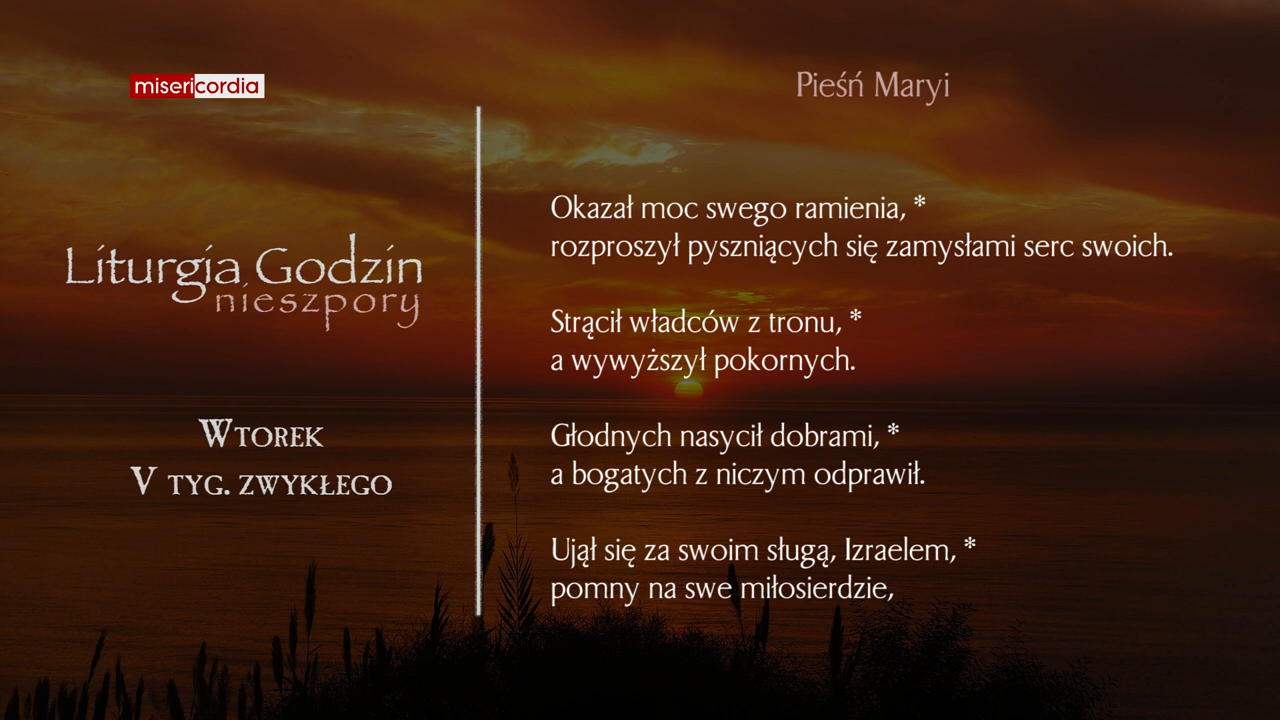 misericordia
Liturgia Godzin
nieszpory
Wtorek
V tyg. zwykłego
Pieśń Maryi
Okazał moc swego ramienia, *
rozproszył pyszniących się zamysłami serc swoich.
Strącił władców z tronu, *
a wywyższył pokornych.
Głodnych nasycił dobrami, *
a bogatych z niczym odprawił.
Ujął się za swoim sługą, Izraelem, *
pomny na swe miłosierdzie,